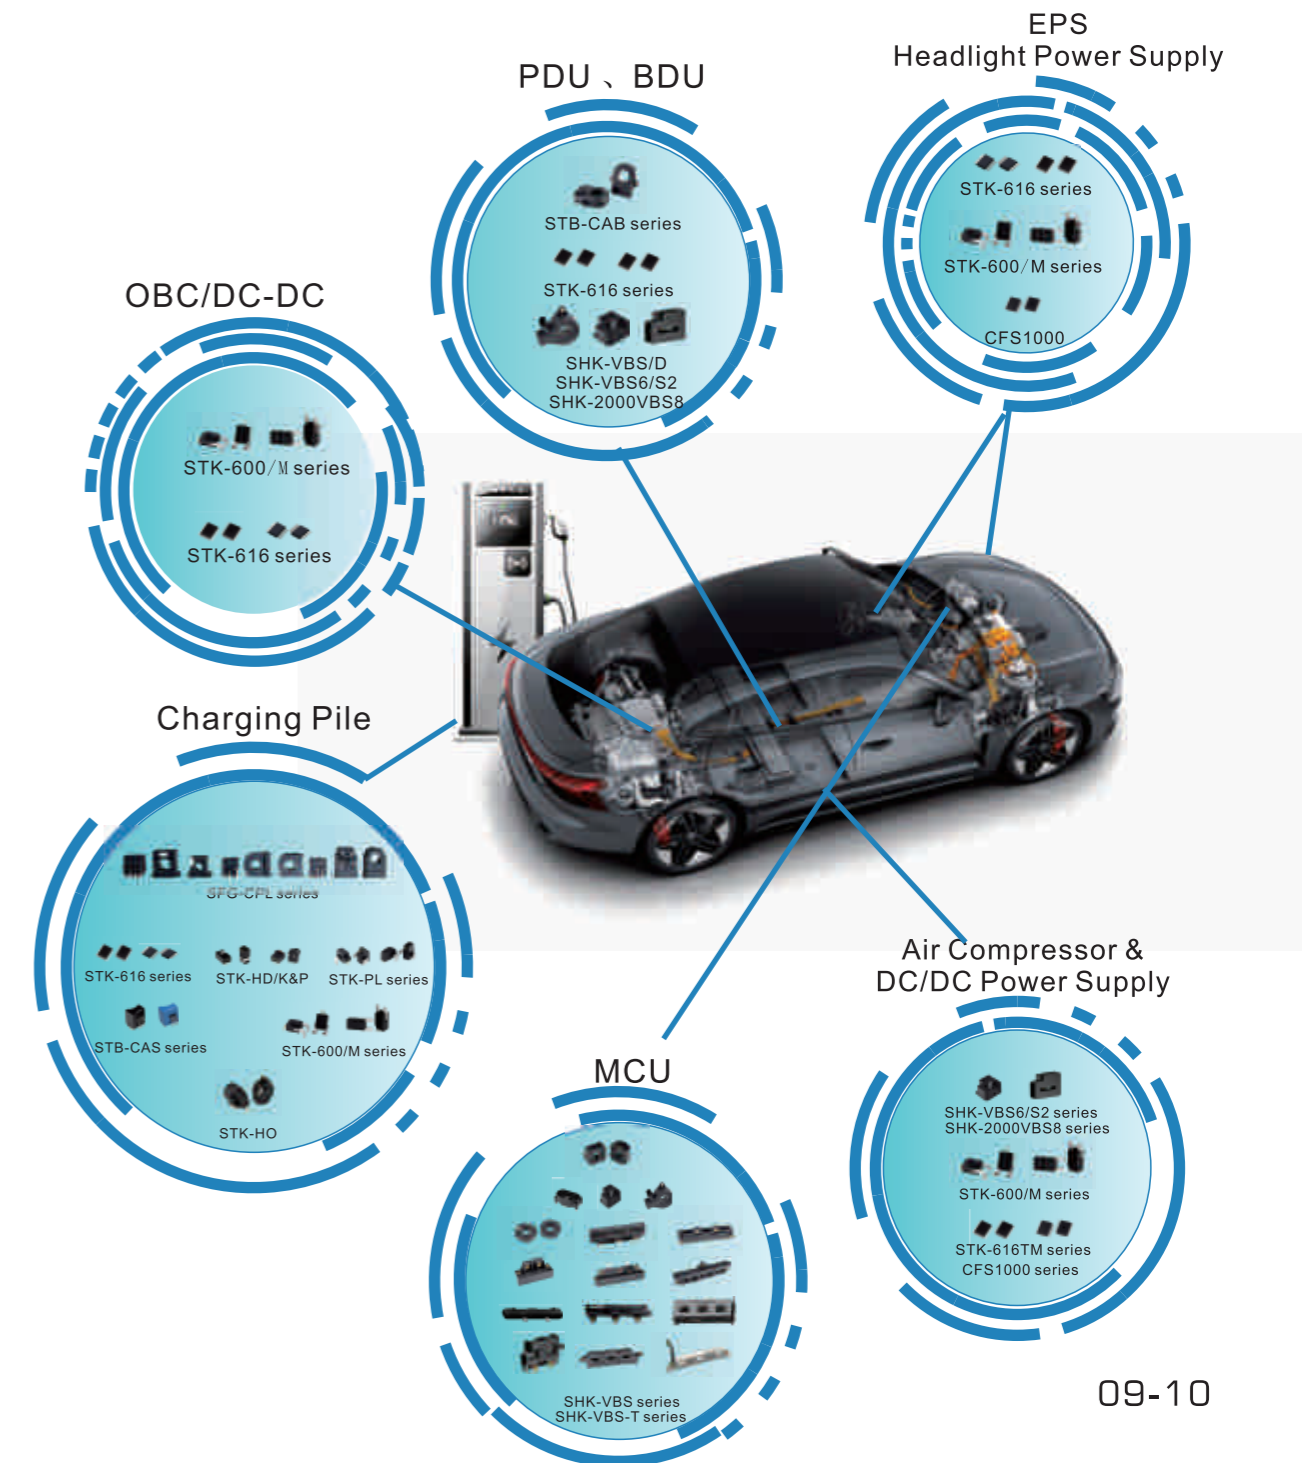 EPS
Headlight Power Supply
STK-616 series
STK-600/M series
CFS1000
PDU 、 BDU
STB-CAB series
STK-616 series
SHK-VBS/D
SHK-VBS6/S2
SHK-2000VBS8
OBC/DC-DC
STK-600/M series
STK-616 series
Charging Pile
SFG-CPL series
STK-616 series
STK-HD/K&P
STK-PL series
STB-CAS series
STK-600/M series
STK-HO
MCU
SHK-VBS series
SHK-VBS-T series
Air Compressor &
DC/DC Power Supply
SHK-VBS6/S2 series
SHK-2000VBS8 series
STK-600/M series
STK-616TM series
CFS1000 series
09-10